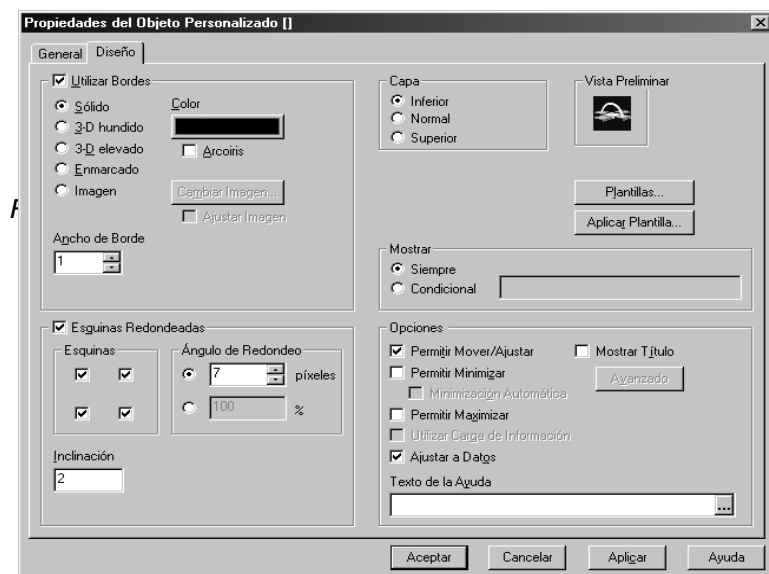 Propiedades del Objeto Personalizado []
General Diseño
Utilizar Bordes
Sólido
3-D hundido
3-D elevado
Enmarcado
Imagen
Color
Arcoiris
Cambiar Imagen...
Ajustar Imagen
Ancho de Borde
1
Capa
Inferior
Normal
Superior
Vista Preliminar
Plantillas...
Aplicar Plantilla...
Mostrar
Siempre
Condicional
Esquinas Redondeadas
Esquinas
Ángulo de Redondeo
7 píxeles
100 %
Inclinación
2
Opciones
Permitir Mover/Ajustar
Permitir Minimizar
Minimización Automática
Permitir Maximizar
Utilizar Carga de Información
Ajustar a Datos
Mostrar Título
Avanzado
Texto de la Ayuda
...
Aceptar Cancelar Aplicar Ayuda